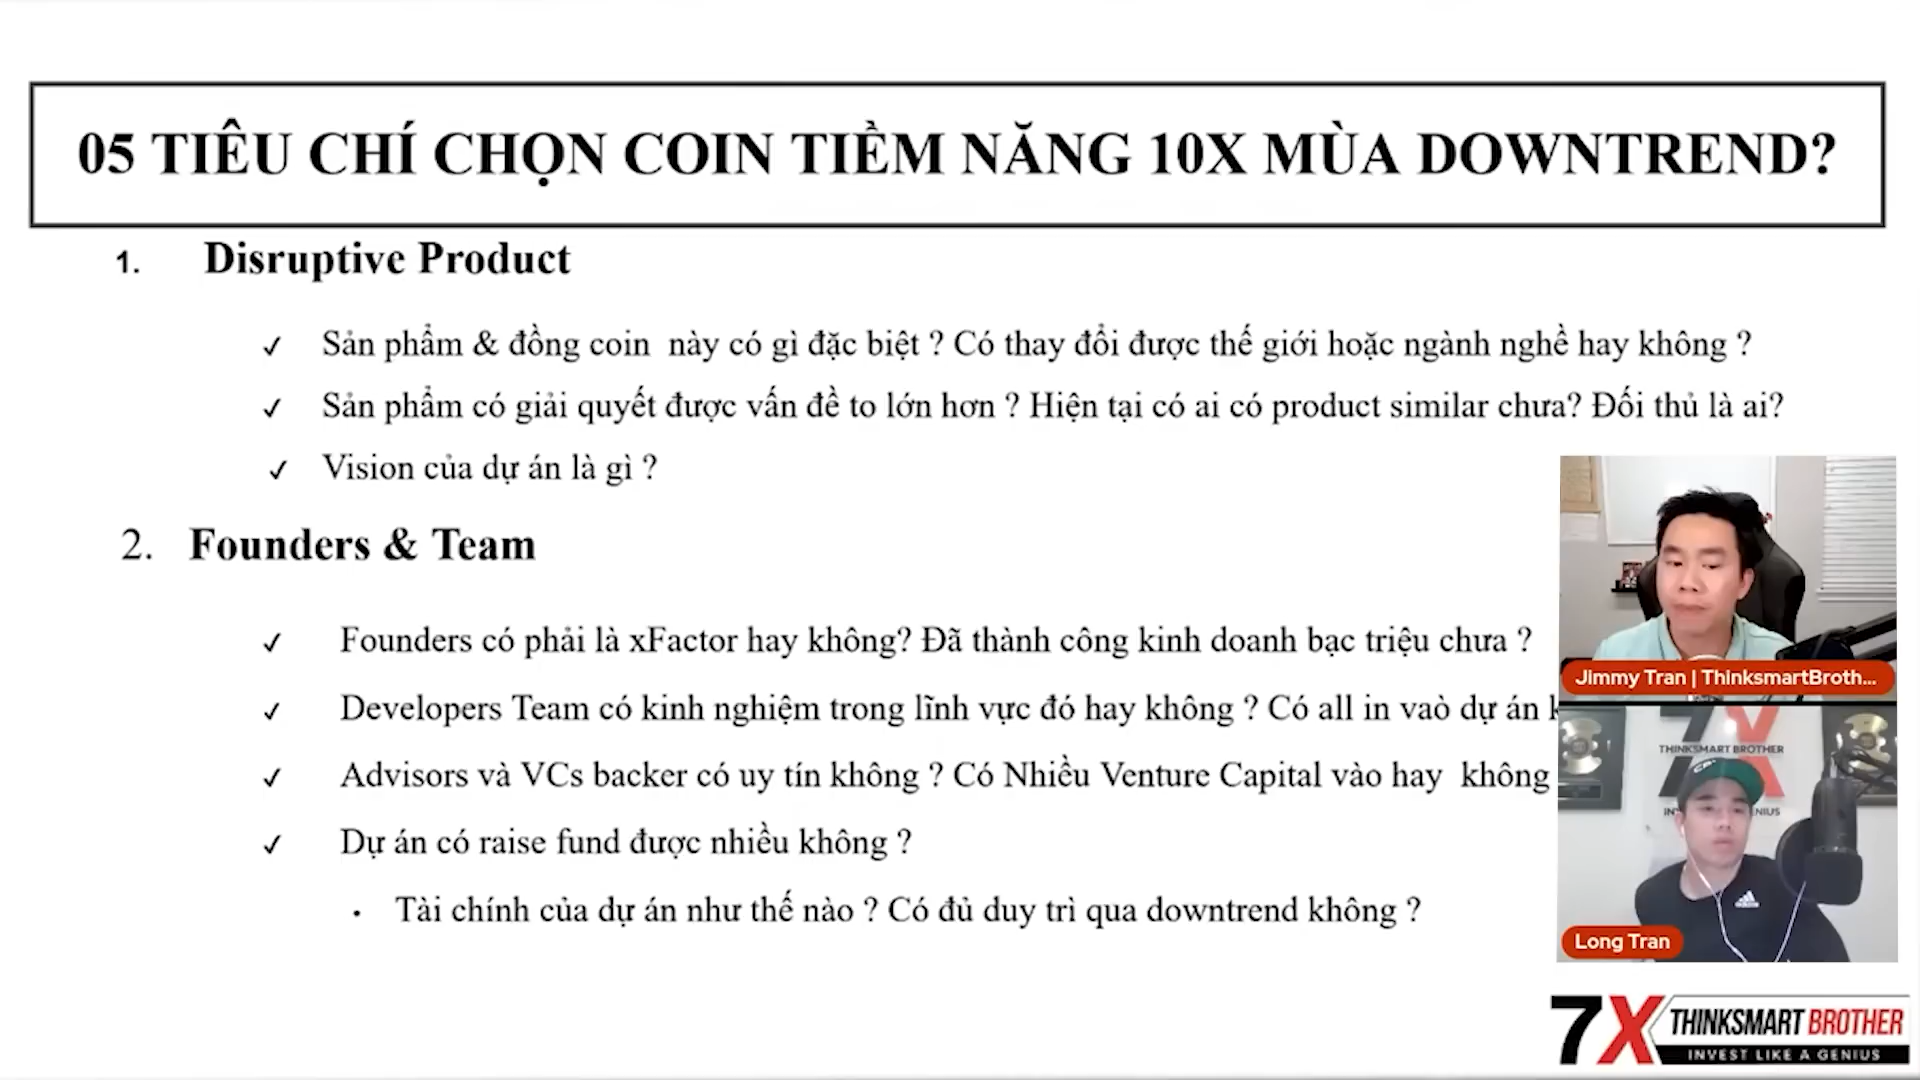 05 TIÊU CHÍ CHỌN COIN TIỀM NĂNG 10X MÙA DOWNTREND?
1. Disruptive Product
✓ Sản phẩm & đồng coin này có gì đặc biệt ? Có thay đổi được thế giới hoặc ngành nghề hay không ?
✓ Sản phẩm có giải quyết được vấn đề to lớn hơn ? Hiện tại có ai có product similar chưa? Đối thủ là ai?
✓ Vision của dự án là gì ?
2. Founders & Team
✓ Founders có phải là xFactor hay không? Đã thành công kinh doanh bạc triệu chưa ?
✓ Developers Team có kinh nghiệm trong lĩnh vực đó hay không ? Có all in vaò dự án
✓ Advisors và VCs backer có uy tín không ? Có Nhiều Venture Capital vào hay không
✓ Dự án có raise fund được nhiều không ?
• Tài chính của dự án như thế nào ? Có đủ duy trì qua downtrend không ?
Jimmy Tran | ThinksmartBroth...
7X
THINKSMART BROTHER
Long Tran
7X THINKSMART BROTHER
INVEST LIKE A GENIUS